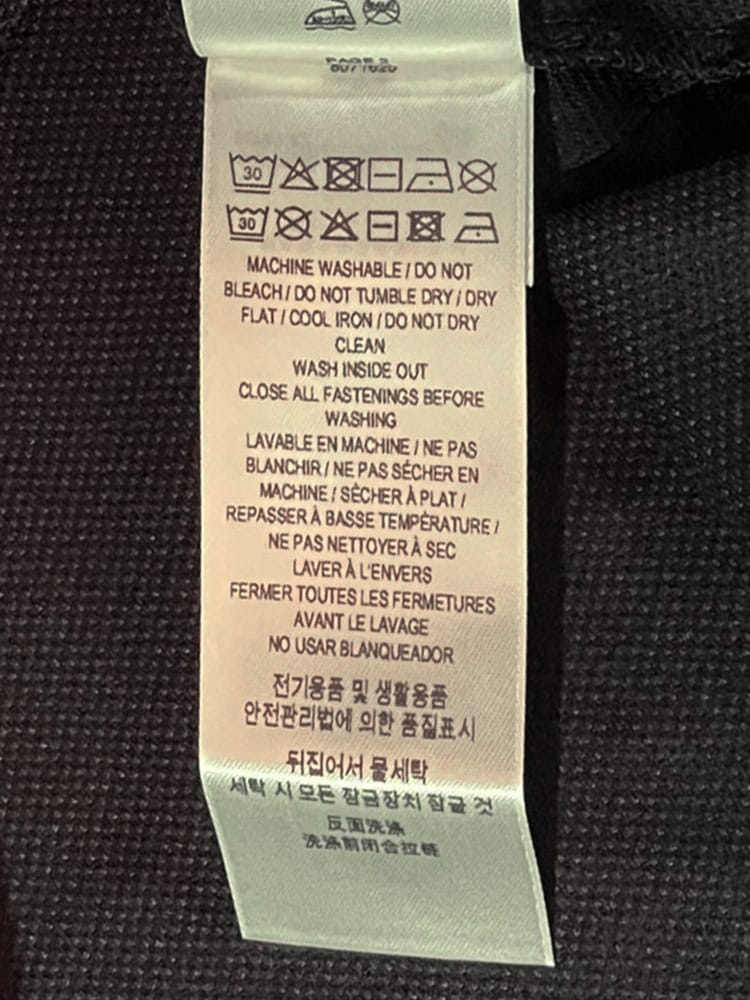 PAGE 2
8071620
30
30
MACHINE WASHABLE / DO NOT
BLEACH / DO NOT TUMBLE DRY / DRY
FLAT / COOL IRON / DO NOT DRY
CLEAN
WASH INSIDE OUT
CLOSE ALL FASTENINGS BEFORE
WASHING
LAVABLE EN MACHINE / NE PAS
BLANCHIR / NE PAS SÉCHER EN
MACHINE / SÉCHER À PLAT /
REPASSER À BASSE TEMPÉRATURE /
NE PAS NETTOYER À SEC
LAVER À L'ENVERS
FERMER TOUTES LES FERMETURES
AVANT LE LAVAGE
NO USAR BLANQUEADOR
전기용품 및 생활용품
안전관리법에 의한 품질표시
뒤집어서 물세탁
세탁 시 모든 잠금장치 잠글 것
反面洗涤
洗涤前闭合拉链